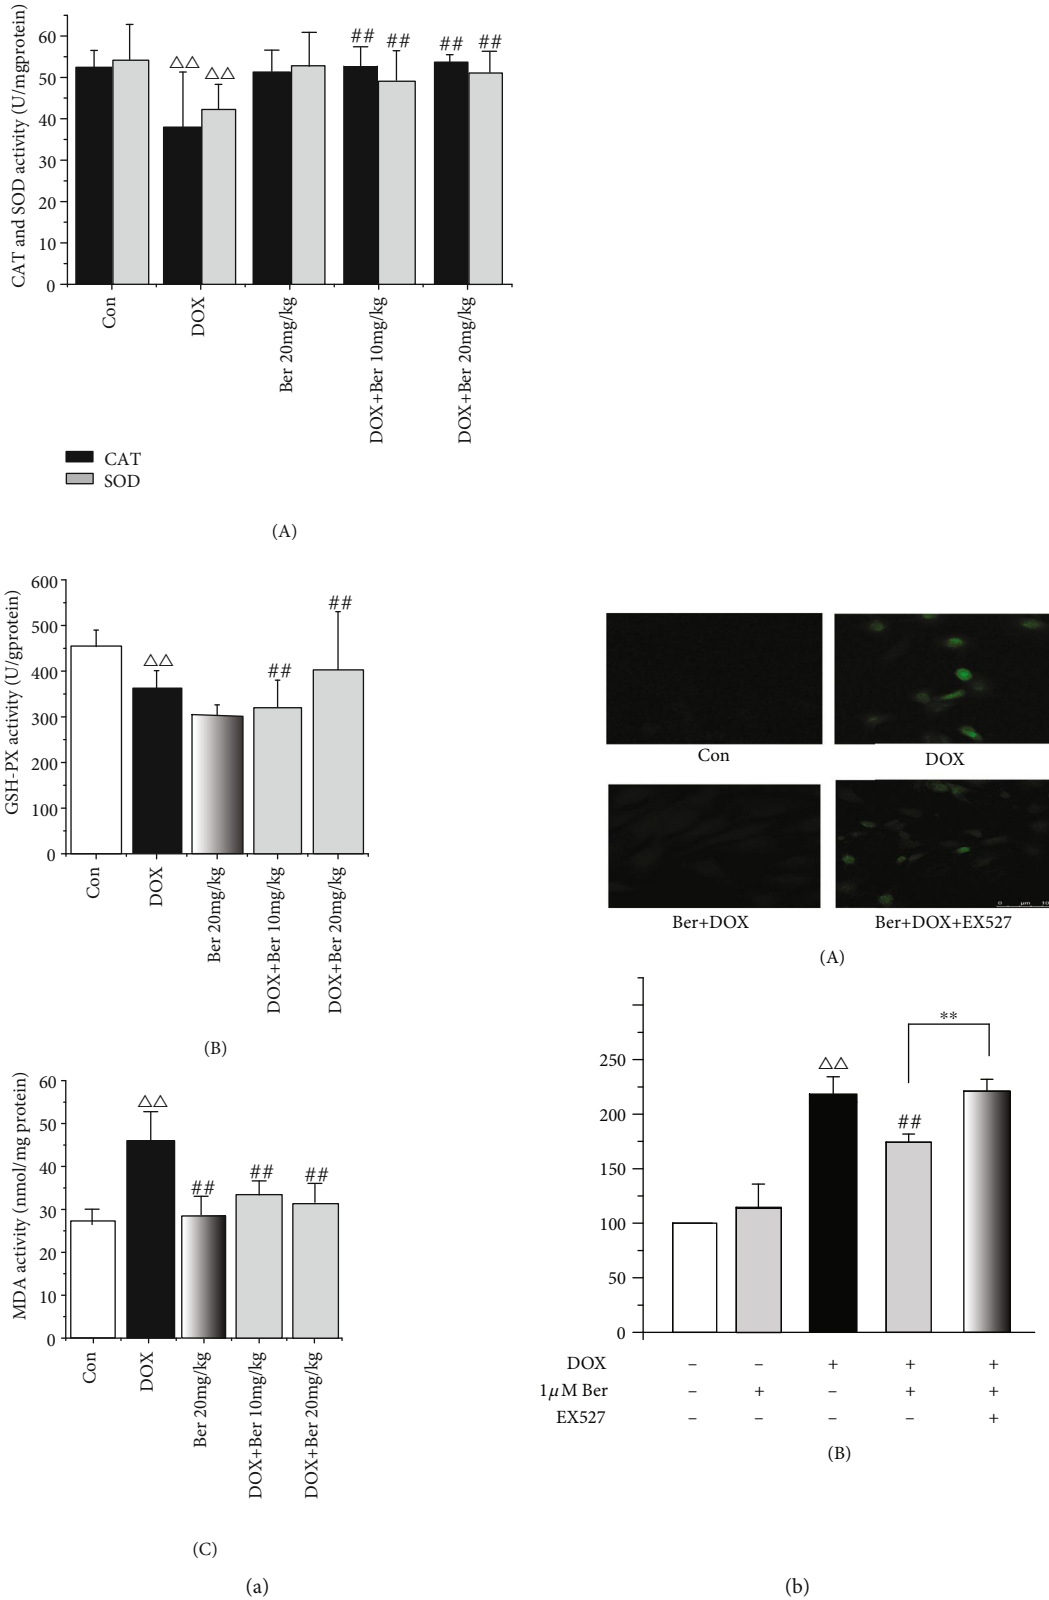 CAT and SOD activity (U/mgprotein)
60
50
40
30
20
10
0
##
##
##
##
△△
△△
Con
DOX
Ber 20mg/kg
DOX+Ber 10mg/kg
DOX+Ber 20mg/kg
CAT
SOD
(A)
GSH-PX activity (U/gprotein)
600
500
400
300
200
100
0
△△
##
##
Con
DOX
Ber 20mg/kg
DOX+Ber 10mg/kg
DOX+Ber 20mg/kg
(B)
MDA activity (nmol/mg protein)
60
50
40
30
20
10
0
△△
##
##
##
Con
DOX
Ber 20mg/kg
DOX+Ber 10mg/kg
DOX+Ber 20mg/kg
(C)
(a)
Con
DOX
Ber+DOX
Ber+DOX+EX527
0 μm 10
(A)
250
200
150
100
50
0
△△
##
**
DOX – – + + +
1μM Ber – + – + +
EX527 – – – – +
(B)
(b)